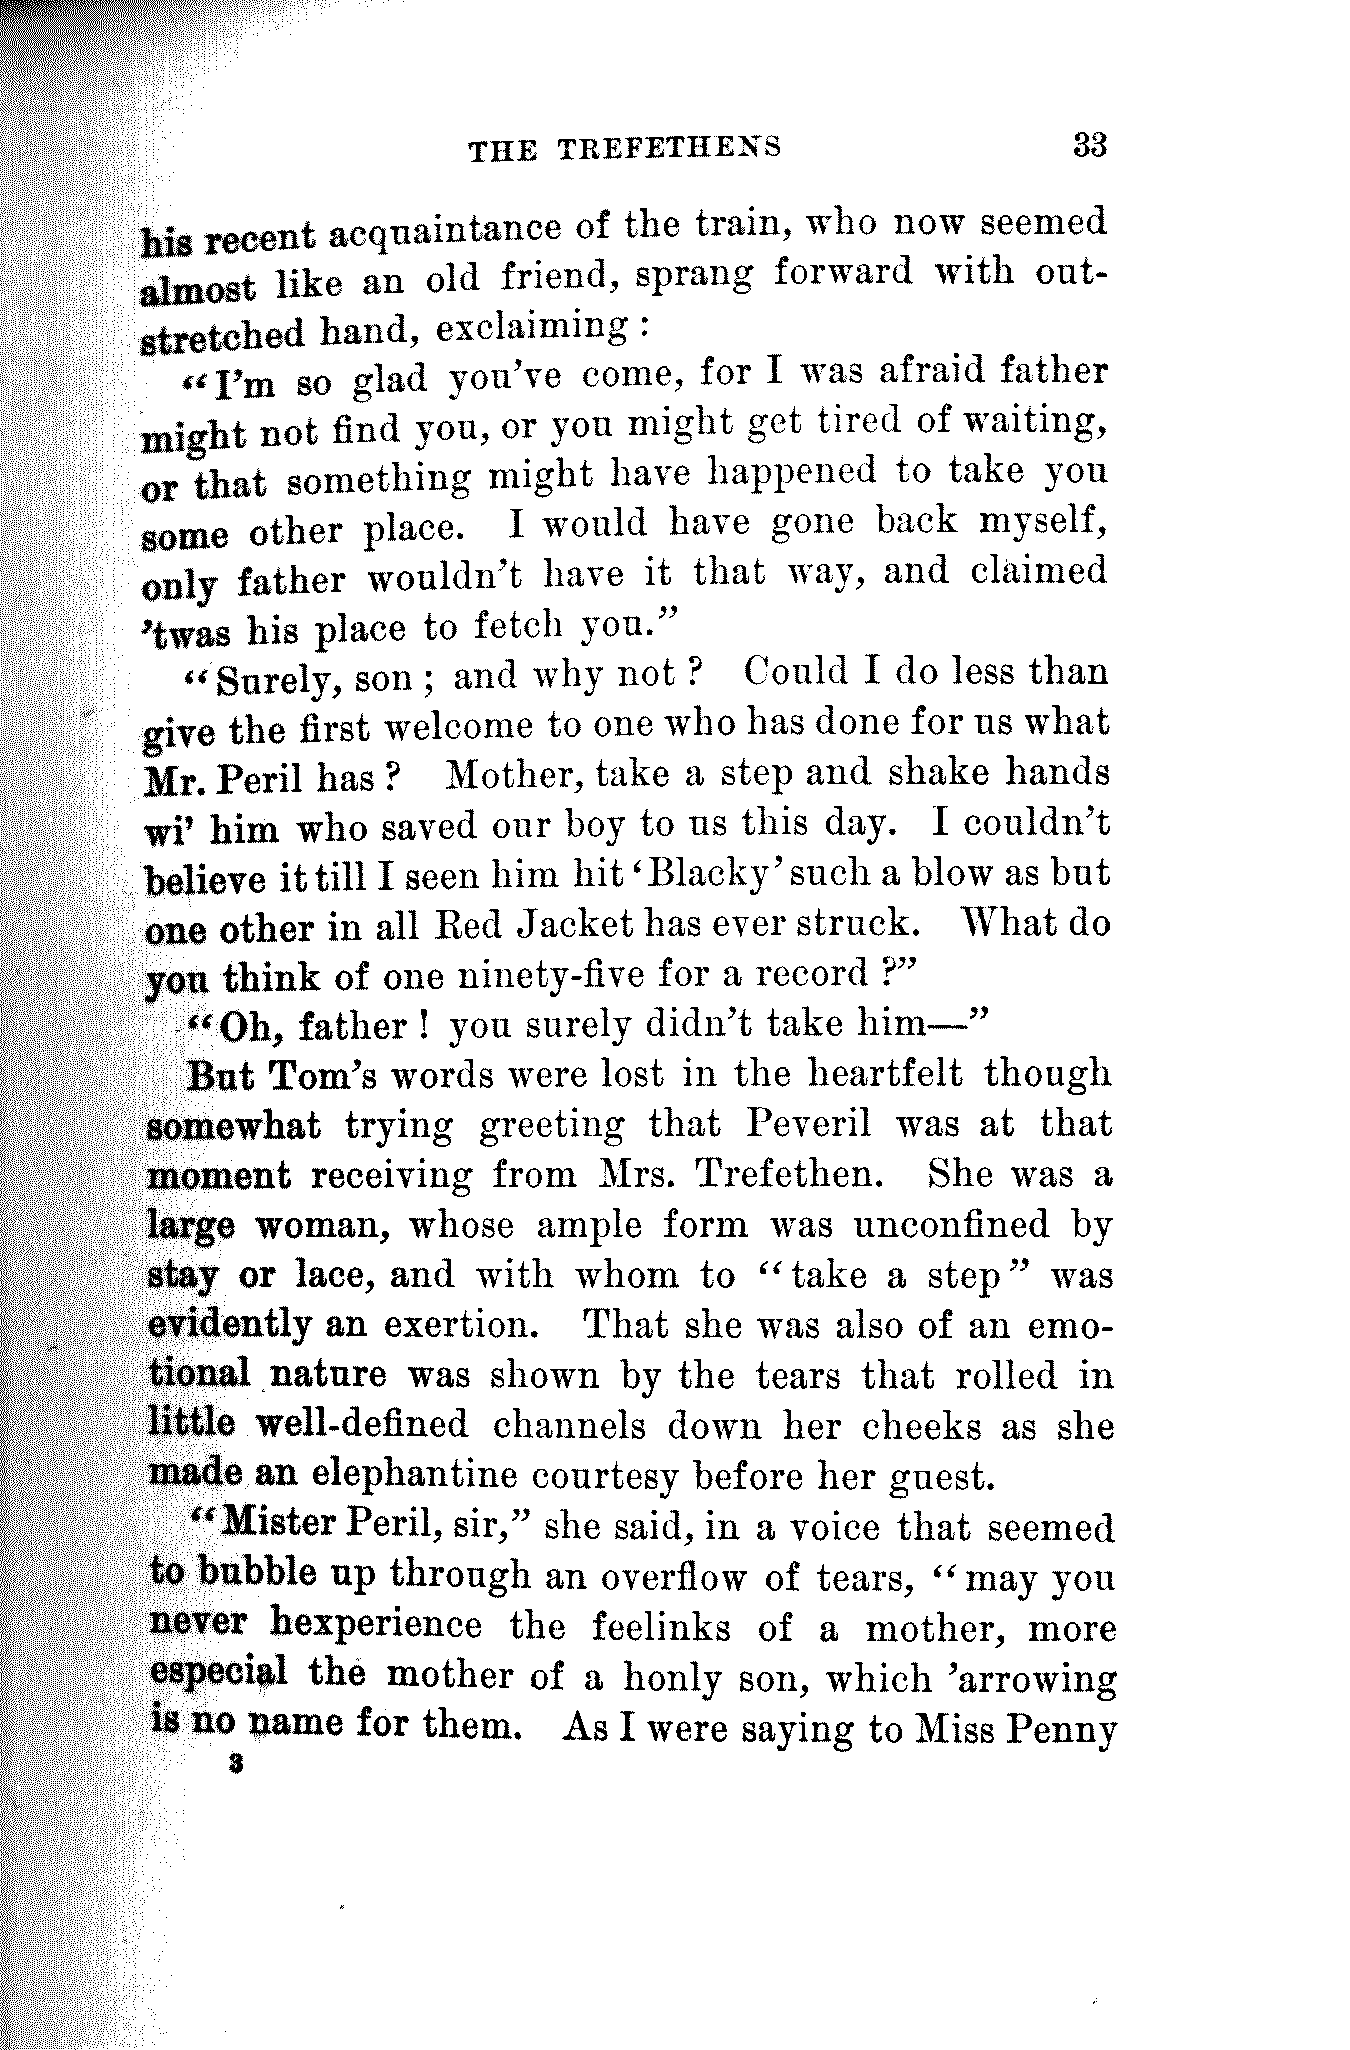 THE TREFETHENS 33
his recent acquaintance of the train, who now seemed
almost like an old friend, sprang forward with out-
stretched hand, exclaiming :
“I’m so glad you’ve come, for I was afraid father
might not find you, or you might get tired of waiting,
or that something might have happened to take you
some other place. I would have gone back myself,
only father wouldn’t have it that way, and claimed
’twas his place to fetch you.”
“Surely, son ; and why not ? Could I do less than
give the first welcome to one who has done for us what
Mr. Peril has ? Mother, take a step and shake hands
wi’ him who saved our boy to us this day. I couldn’t
believe it till I seen him hit ‘Blacky’ such a blow as but
one other in all Red Jacket has ever struck. What do
you think of one ninety-five for a record ?”
“Oh, father ! you surely didn’t take him—”
But Tom’s words were lost in the heartfelt though
somewhat trying greeting that Peveril was at that
moment receiving from Mrs. Trefethen. She was a
large woman, whose ample form was unconfined by
stay or lace, and with whom to “take a step” was
evidently an exertion. That she was also of an emo-
tional nature was shown by the tears that rolled in
little well-defined channels down her cheeks as she
made an elephantine courtesy before her guest.
“Mister Peril, sir,” she said, in a voice that seemed
to bubble up through an overflow of tears, “may you
never hexperience the feelinks of a mother, more
especial the mother of a honly son, which ’arrowing
is no name for them. As I were saying to Miss Penny
3